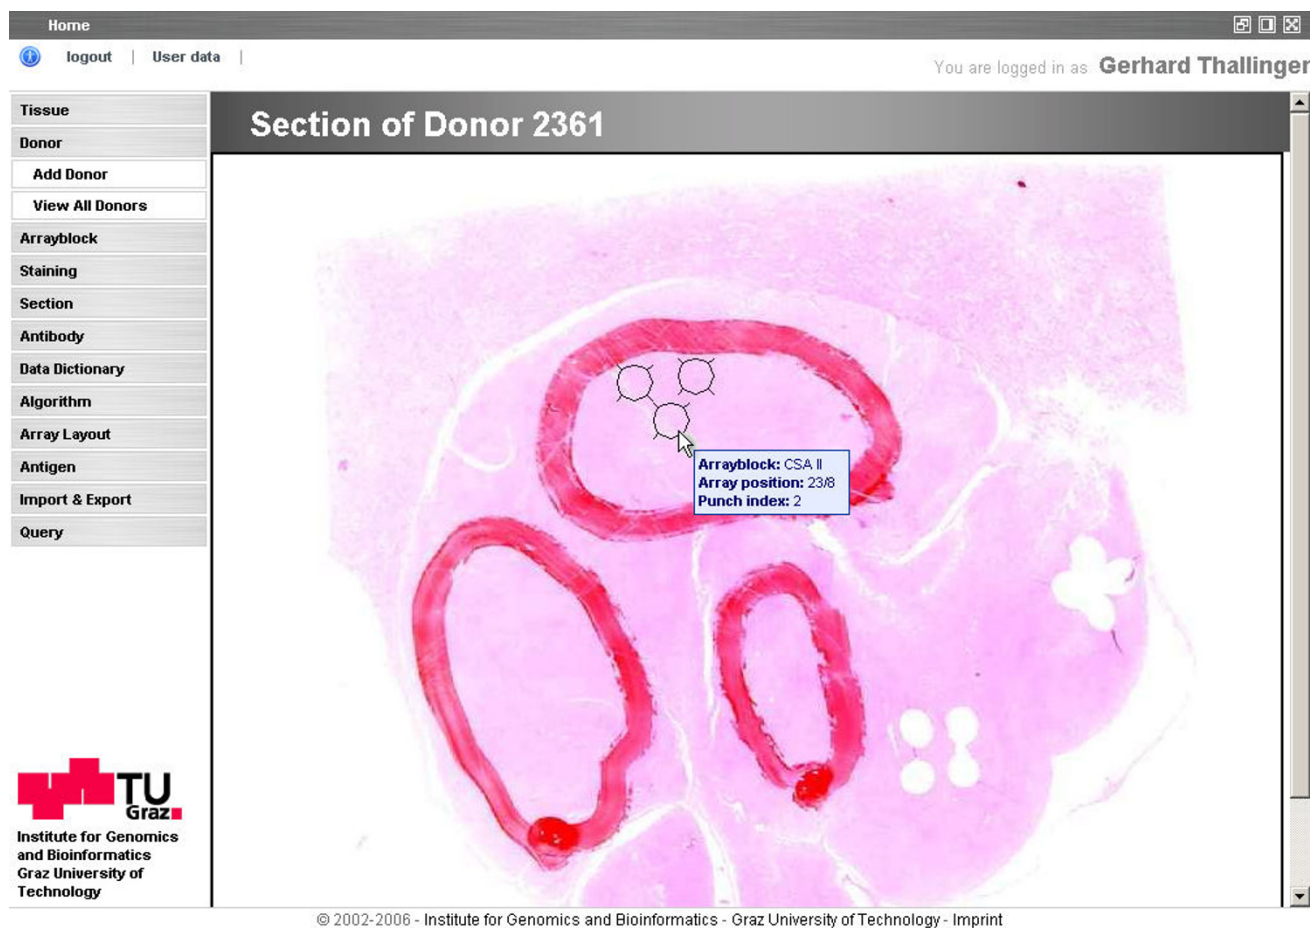 Home
logout | User data |
You are logged in as Gerhard Thallinger
Tissue
Donor
Add Donor
View All Donors
Arrayblock
Staining
Section
Antibody
Data Dictionary
Algorithm
Array Layout
Antigen
Import & Export
Query
Section of Donor 2361
Arrayblock: CSA II
Array position: 23/8
Punch index: 2
TU
Graz
Institute for Genomics
and Bioinformatics
Graz University of
Technology
© 2002-2006 - Institute for Genomics and Bioinformatics - Graz University of Technology - Imprint